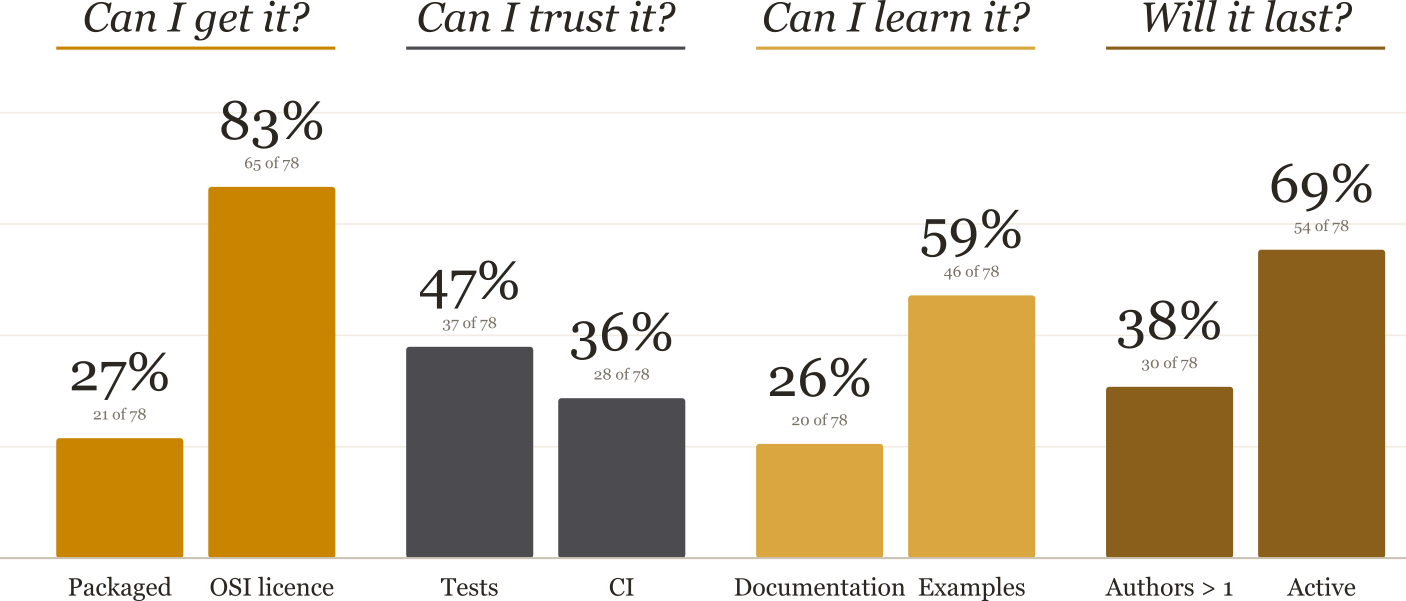 Can I get it?
Can I trust it?
Can I learn it?
Will it last?
83%
65 of 78
69%
54 of 78
59%
46 of 78
47%
37 of 78
36%
28 of 78
38%
30 of 78
27%
21 of 78
26%
20 of 78
Packaged
OSI licence
Tests
CI
Documentation
Examples
Authors > 1
Active